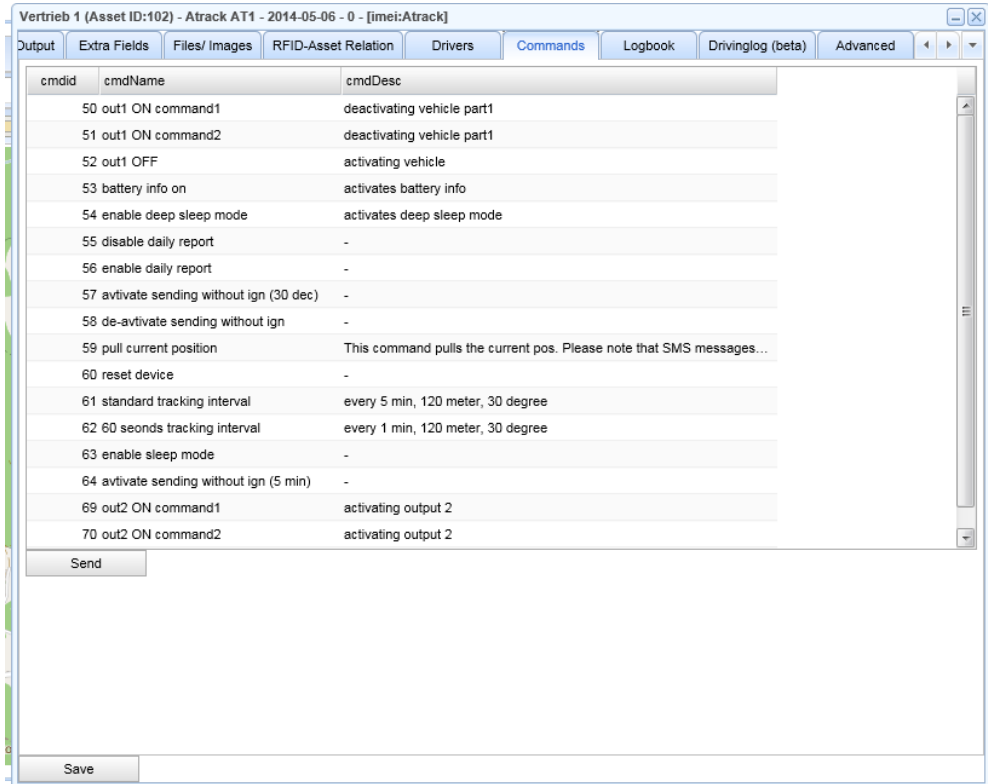 Vertrieb 1 (Asset ID:102) - Atrack AT1 - 2014-05-06 - 0 - [imei:Atrack]
Output Extra Fields Files/ Images RFID-Asset Relation Drivers Commands Logbook Drivinglog (beta) Advanced
cmdid cmdName cmdDesc
50 out1 ON command1 deactivating vehicle part1
51 out1 ON command2 deactivating vehicle part1
52 out1 OFF activating vehicle
53 battery info on activates battery info
54 enable deep sleep mode activates deep sleep mode
55 disable daily report -
56 enable daily report -
57 avtivate sending without ign (30 dec) -
58 de-avtivate sending without ign -
59 pull current position This command pulls the current pos. Please note that SMS messages...
60 reset device -
61 standard tracking interval every 5 min, 120 meter, 30 degree
62 60 seonds tracking interval every 1 min, 120 meter, 30 degree
63 enable sleep mode -
64 avtivate sending without ign (5 min) -
69 out2 ON command1 activating output 2
70 out2 ON command2 activating output 2
Send
Save